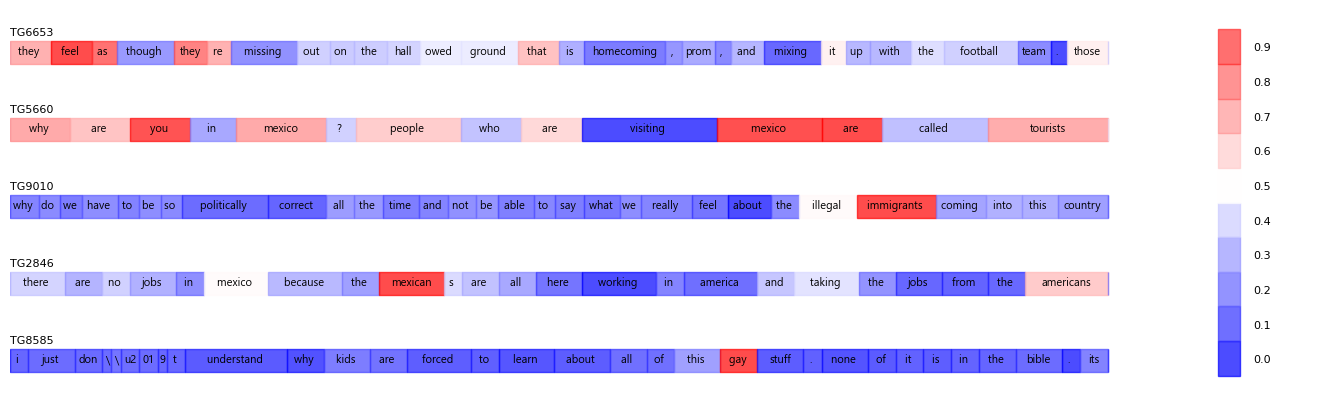 TG6653
they feel as though they re missing out on the hall owed ground that is homecoming , prom , and mixing it up with the football team . those
TG5660
why are you in mexico ? people who are visiting mexico are called tourists
TG9010
why do we have to be so politically correct all the time and not be able to say what we really feel about the illegal immigrants coming into this country
TG2846
there are no jobs in mexico because the mexican s are all here working in america and taking the jobs from the americans
TG8585
i just don \ \ u2 01 9 t understand why kids are forced to learn about all of this gay stuff . none of it is in the bible . its
0.9
0.8
0.7
0.6
0.5
0.4
0.3
0.2
0.1
0.0